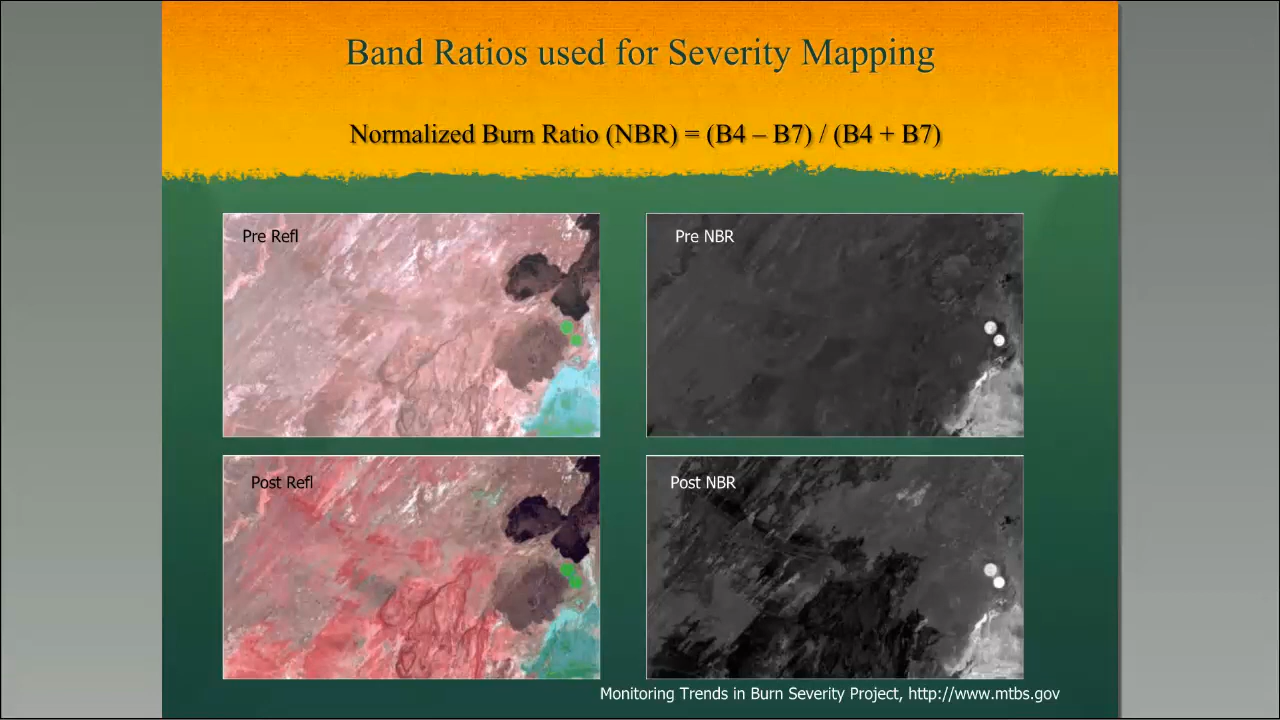 Band Ratios used for Severity Mapping
Normalized Burn Ratio (NBR) = (B4 – B7) / (B4 + B7)
Pre Refl
Pre NBR
Post Refl
Post NBR
Monitoring Trends in Burn Severity Project, http://www.mtbs.gov